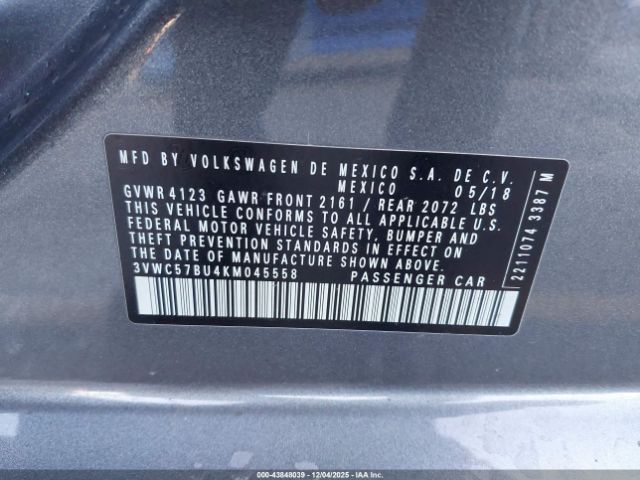 MFD BY VOLKSWAGEN DE MEXICO S.A. DE C.V.
MEXICO 05/18
GVWR 4123 GAWR FRONT 2161 / REAR 2072 LBS
THIS VEHICLE CONFORMS TO ALL APPLICABLE U.S.
FEDERAL MOTOR VEHICLE SAFETY, BUMPER AND
THEFT PREVENTION STANDARDS IN EFFECT ON
THE DATE OF MANUFACTURE SHOWN ABOVE
3VWC57BU4KM045558 PASSENGER CAR
2211074 3387 M
000-43848039 - 12/04/2025 - IAAI.COM